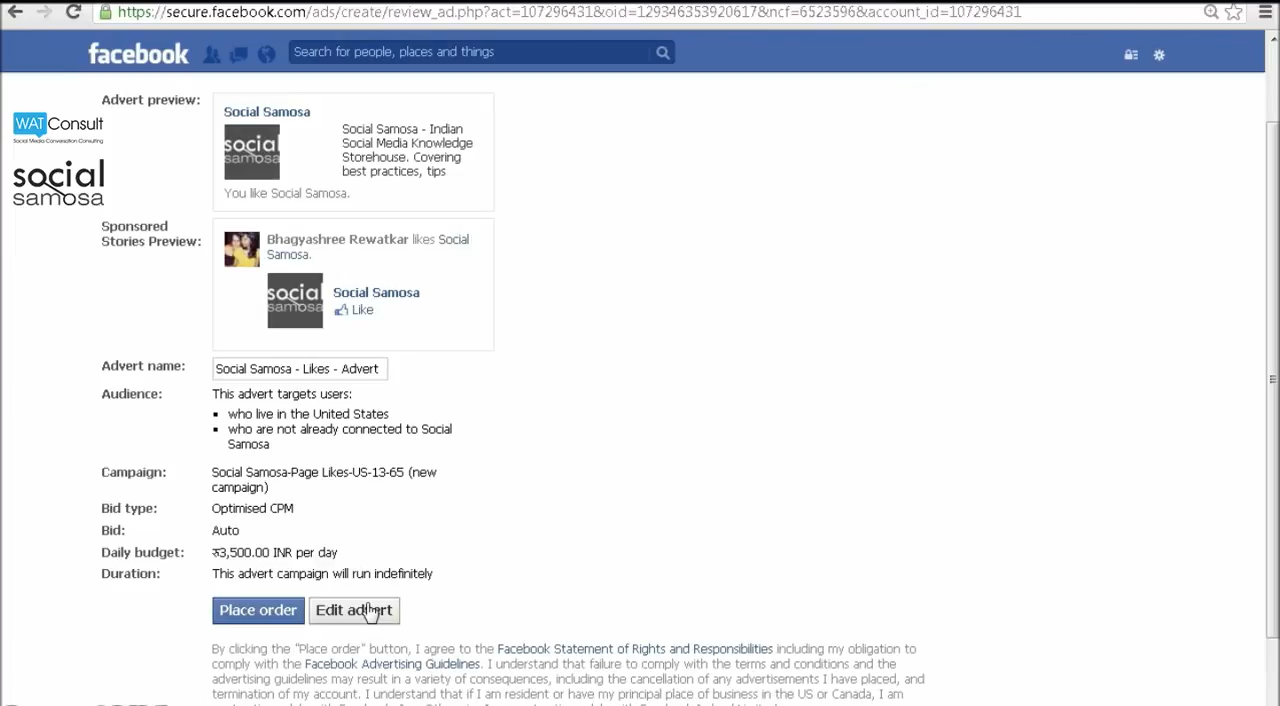 https://secure.facebook.com/ads/create/review_ad.php?act=107296431&oid=129346353920617&ncf=6523596&account_id=107296431
facebook
Search for people, places and things
WATConsult
Social Media Conversation Consulting
social
samosa
Advert preview:
Social Samosa
social
samosa
Social Samosa - Indian
Social Media Knowledge
Storehouse. Covering
best practices, tips
You like Social Samosa.
Sponsored
Stories Preview:
Bhagyashree Rewatkar likes Social
Samosa.
social
samosa
Social Samosa
Like
Advert name:
Social Samosa - Likes - Advert
Audience:
This advert targets users:
who live in the United States
who are not already connected to Social
Samosa
Campaign:
Social Samosa-Page Likes-US-13-65 (new
campaign)
Bid type:
Optimised CPM
Bid:
Auto
Daily budget:
₹3,500.00 INR per day
Duration:
This advert campaign will run indefinitely
Place order
Edit advert
By clicking the "Place order" button, I agree to the Facebook Statement of Rights and Responsibilities including my obligation to
comply with the Facebook Advertising Guidelines. I understand that failure to comply with the terms and conditions and the
advertising guidelines may result in a variety of consequences, including the cancellation of any advertisements I have placed, and
termination of my account. I understand that if I am resident or have my principal place of business in the US or Canada, I am